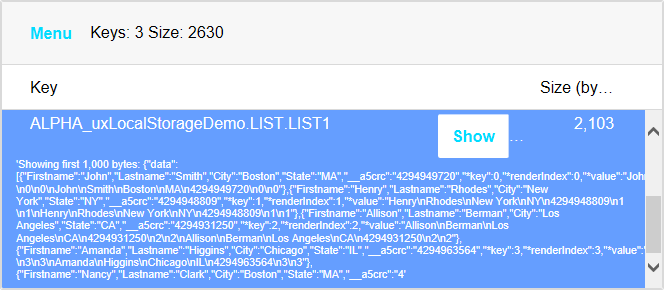 Menu Keys: 3 Size: 2630
Key Size (by…
ALPHA_uxLocalStorageDemo.LIST.LIST1 Show … 2,103
'Showing first 1,000 bytes: {"data":
[{"Firstname":"John","Lastname":"Smith","City":"Boston","State":"MA","__a5crc":"4294949720","*key":0,"*renderIndex":0,"*value":"John
\n0\n0\nJohn\nSmith\nBoston\nMA\n4294949720\n0\n0"},{"Firstname":"Henry","Lastname":"Rhodes","City":"New
York","State":"NY","__a5crc":"4294948809","*key":1,"*renderIndex":1,"*value":"Henry\nRhodes\nNew York\nNY\n4294948809\n1
\n1\nHenry\nRhodes\nNew York\nNY\n4294948809\n1\n1"},{"Firstname":"Allison","Lastname":"Berman","City":"Los
Angeles","State":"CA","__a5crc":"4294931250","*key":2,"*renderIndex":2,"*value":"Allison\nBerman\nLos
Angeles\nCA\n4294931250\n2\n2\nAllison\nBerman\nLos Angeles\nCA\n4294931250\n2\n2"},
{"Firstname":"Amanda","Lastname":"Higgins","City":"Chicago","State":"IL","__a5crc":"4294963564","*key":3,"*renderIndex":3,"*value":"
\n3\n3\nAmanda\nHiggins\nChicago\nIL\n4294963564\n3\n3"},
{"Firstname":"Nancy","Lastname":"Clark","City":"Boston","State":"MA","__a5crc":"4'